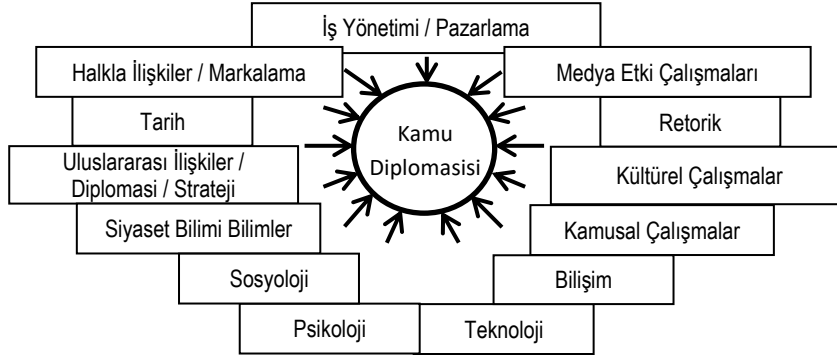 İş Yönetimi / Pazarlama
Halkla İlişkiler / Markalama
Medya Etki Çalışmaları
Tarih
Kamu
Diplomasisi
Retorik
Uluslararası İlişkiler /
Diplomasi / Strateji
Kültürel Çalışmalar
Siyaset Bilimi Bilimler
Kamusal Çalışmalar
Sosyoloji
Bilişim
Psikoloji
Teknoloji